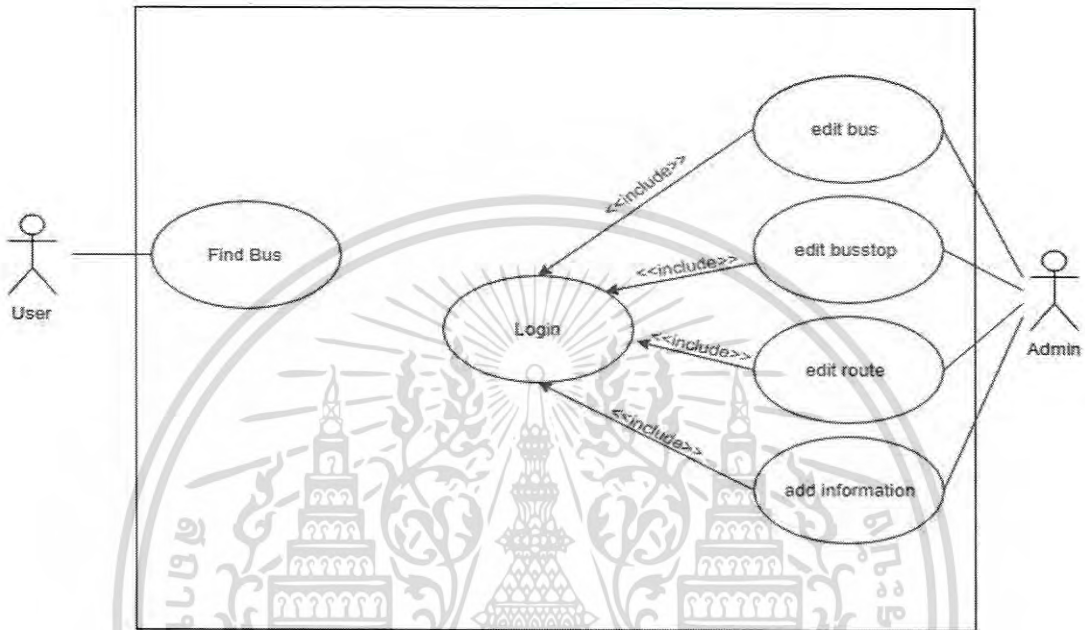 edit bus
<<include>>
User
Find Bus
edit busstop
<<include>>
Login
Admin
<<include>>
edit route
<<include>>
add information